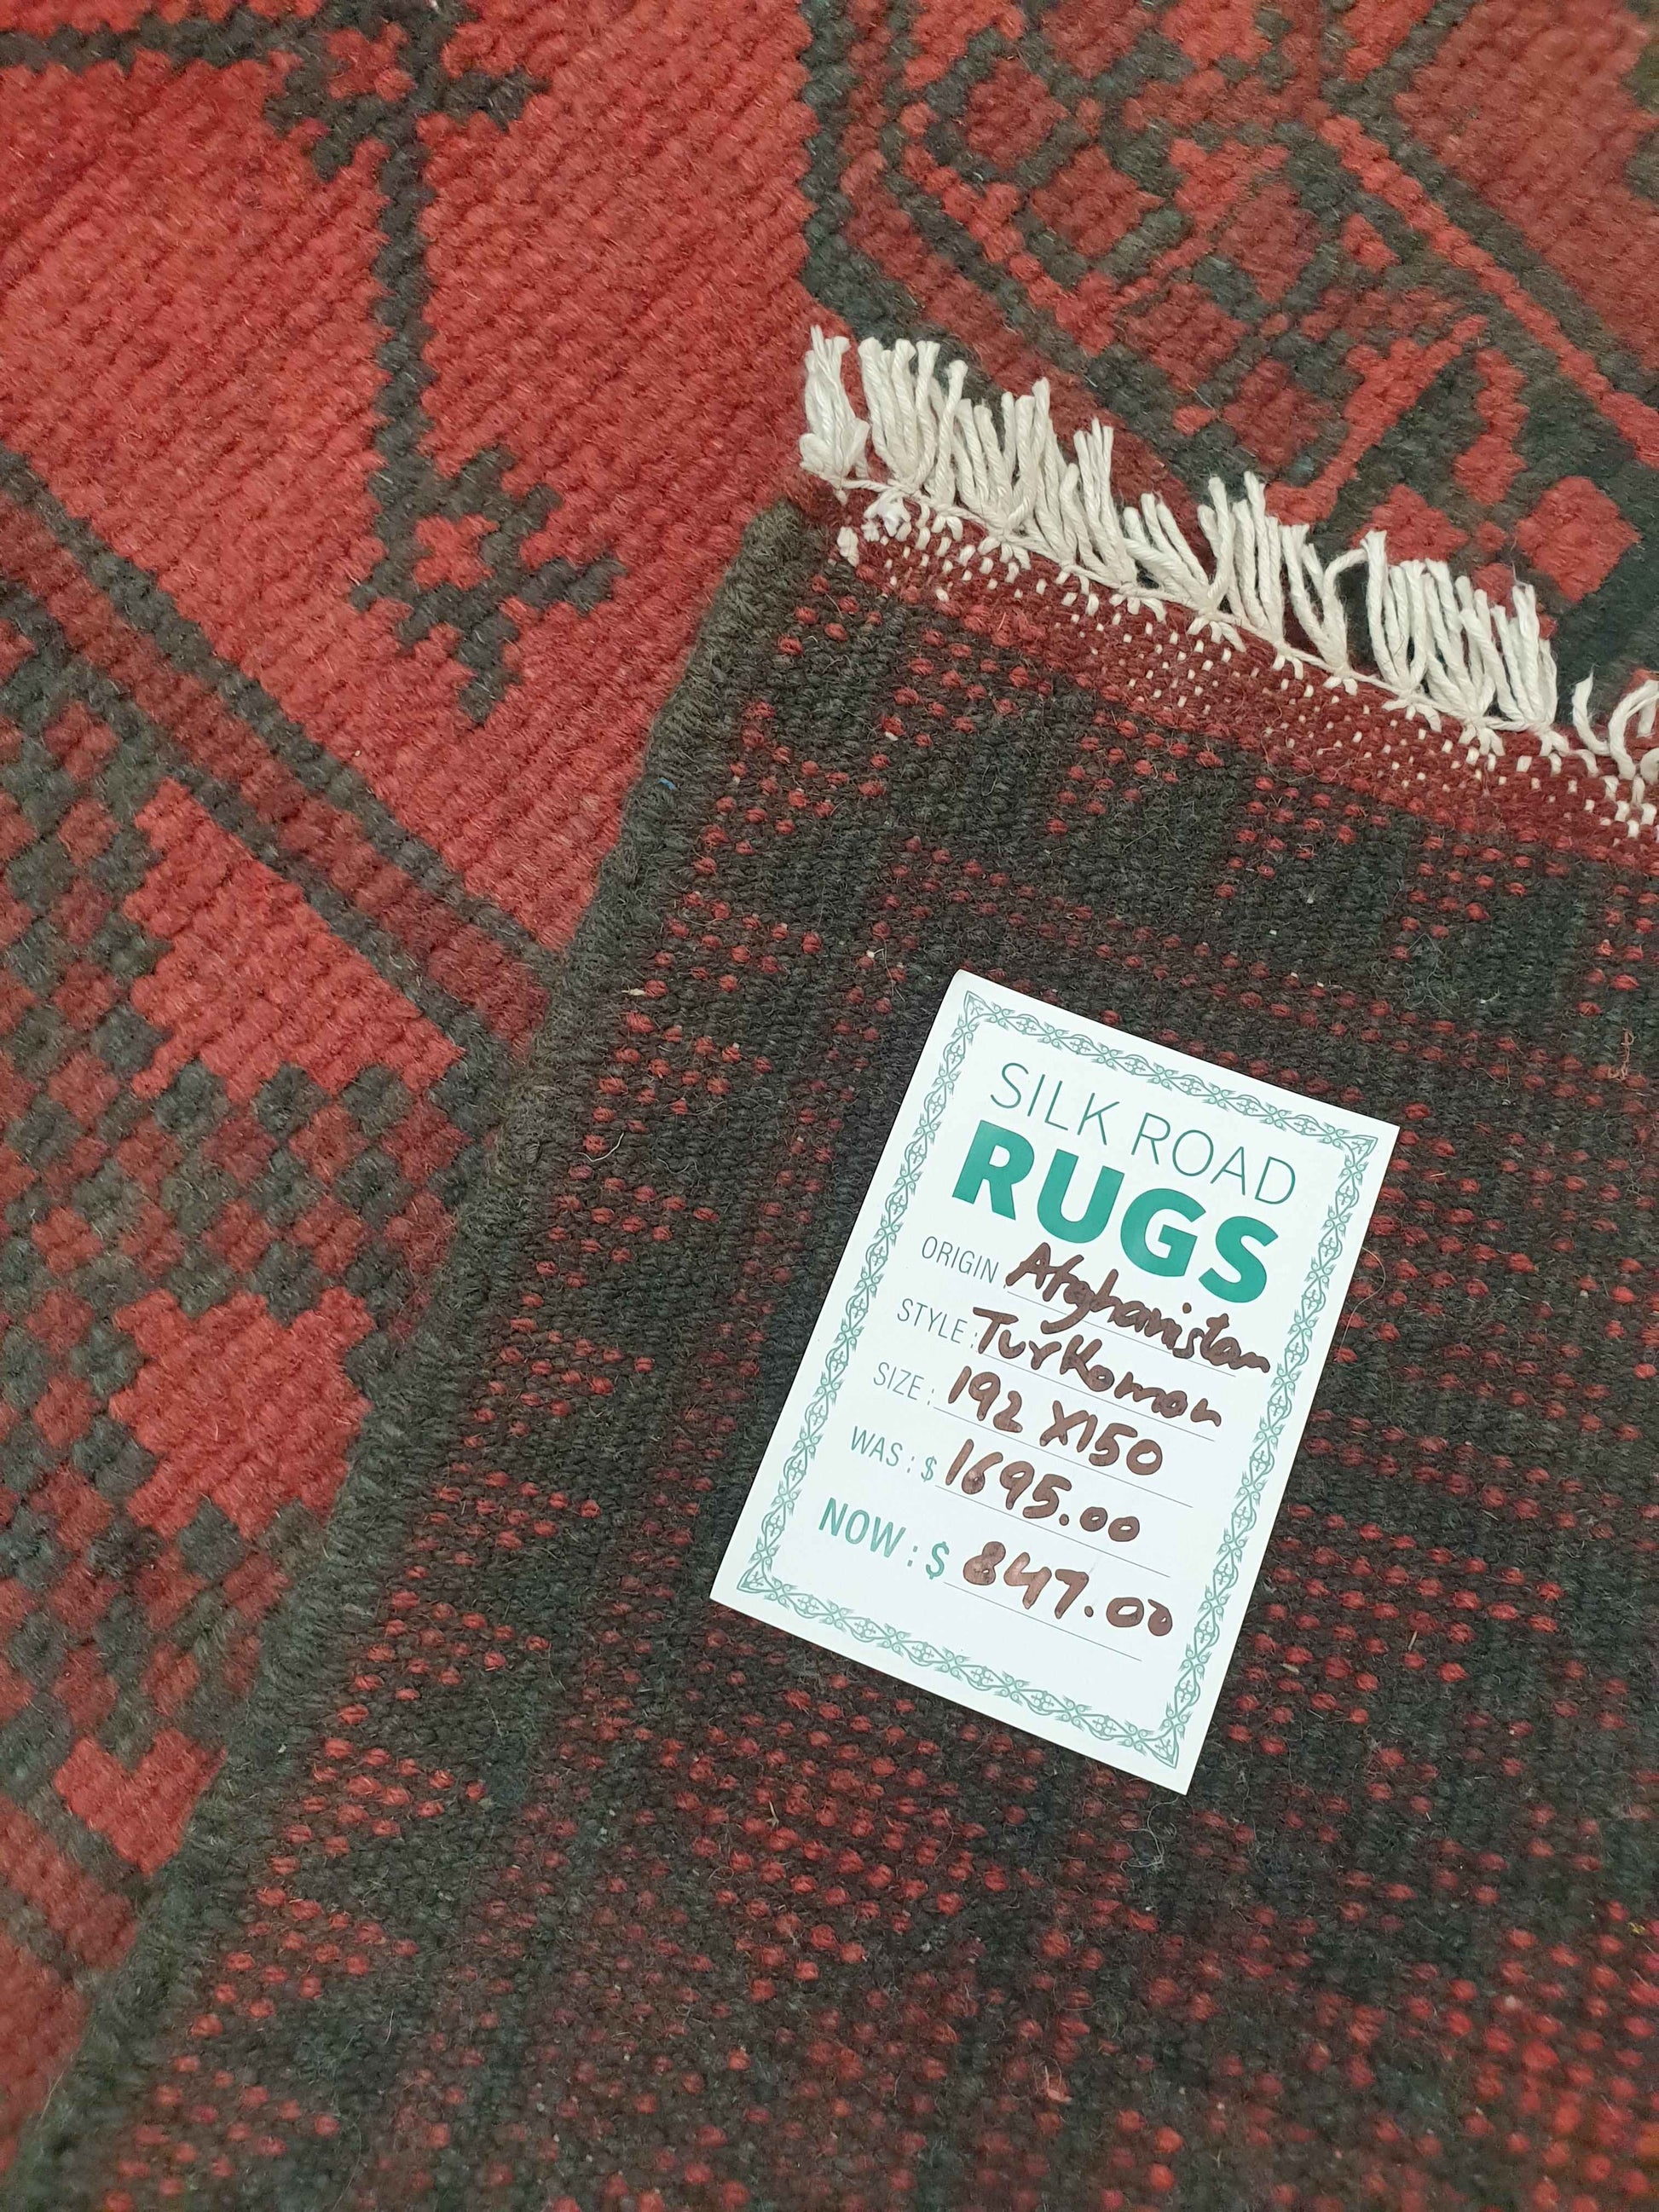 SILK ROAD
RUGS
ORIGIN Afghanistan
STYLE: Turkoman
SIZE: 192 X150
WAS: $ 1695.00
NOW: $ 847.00